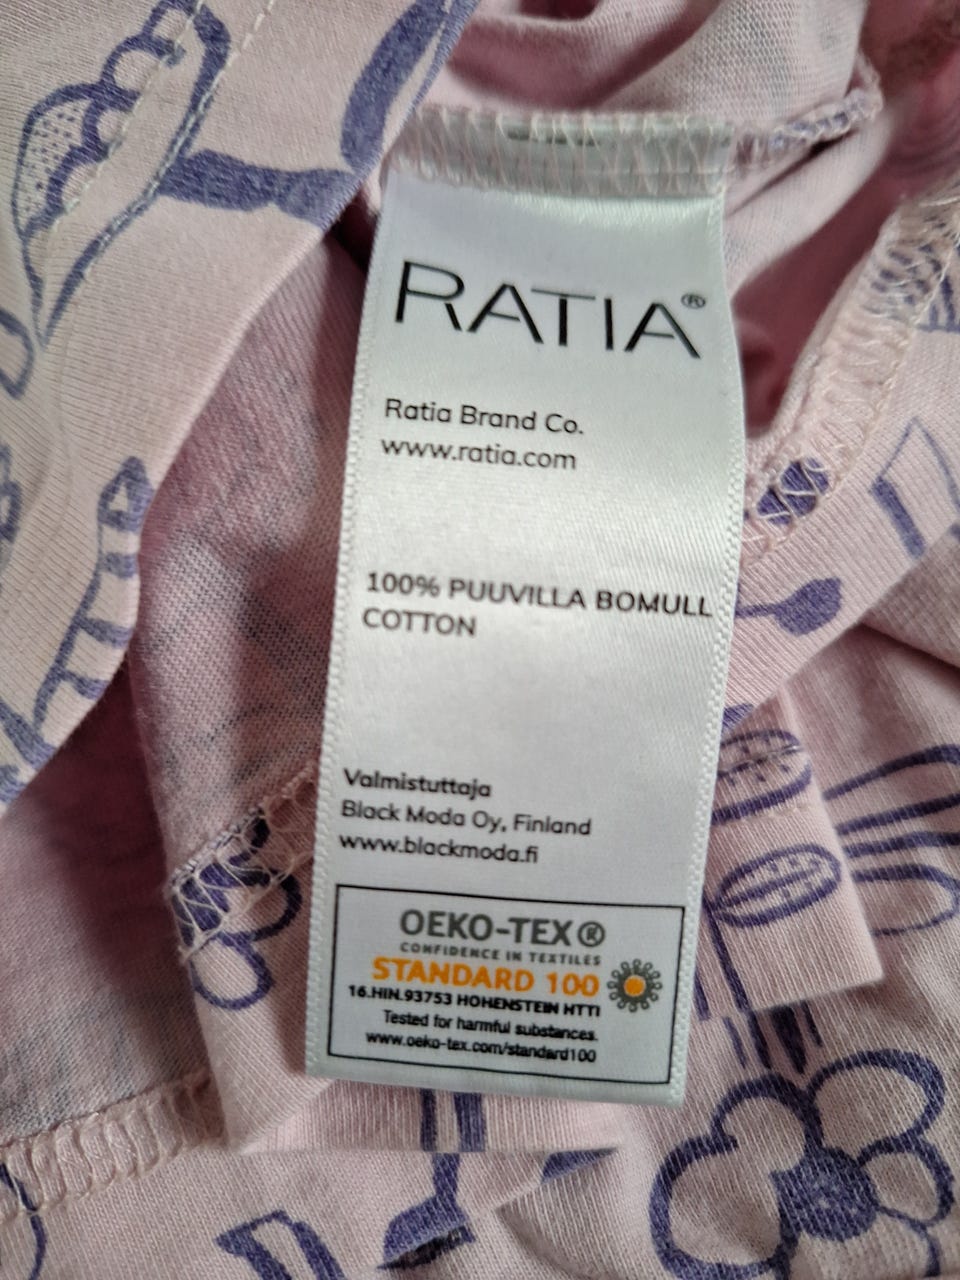 RATIA®
Ratia Brand Co.
www.ratia.com
100% PUUVILLA BOMULL
COTTON
Valmistuttaja
Black Moda Oy, Finland
www.blackmoda.fi
OEKO-TEX®
CONFIDENCE IN TEXTILES
STANDARD 100
16.HIN.93753 HOHENSTEIN HTTI
Tested for harmful substances.
www.oeko-tex.com/standard100